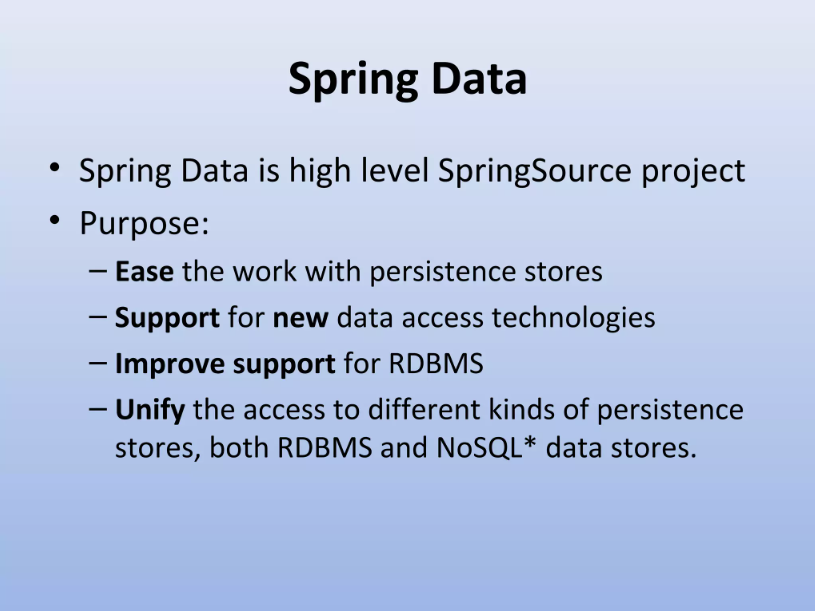 Spring Data
• Spring Data is high level SpringSource project
• Purpose:
– Ease the work with persistence stores
– Support for new data access technologies
– Improve support for RDBMS
– Unify the access to different kinds of persistence
stores, both RDBMS and NoSQL* data stores.